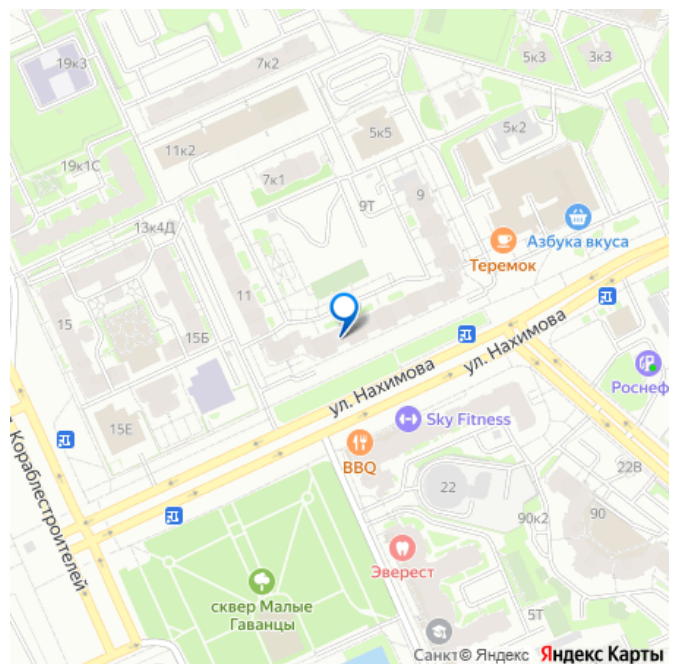 19к3
7к2
5к3
3к3
5к5
5к2
11к2
19к1С
7к1
9
9Т
13к4Д
Азбука вкуса
Теремок
11
15
15Б
ул. Нахимова
ул. Нахимова
Роснеф
Sky Fitness
15Е
BBQ
Кораблестроителей
22В
22
90к2
90
Эверест
сквер Малые
Гаванцы
5Т
Санкт© Яндекс Яндекс Карты